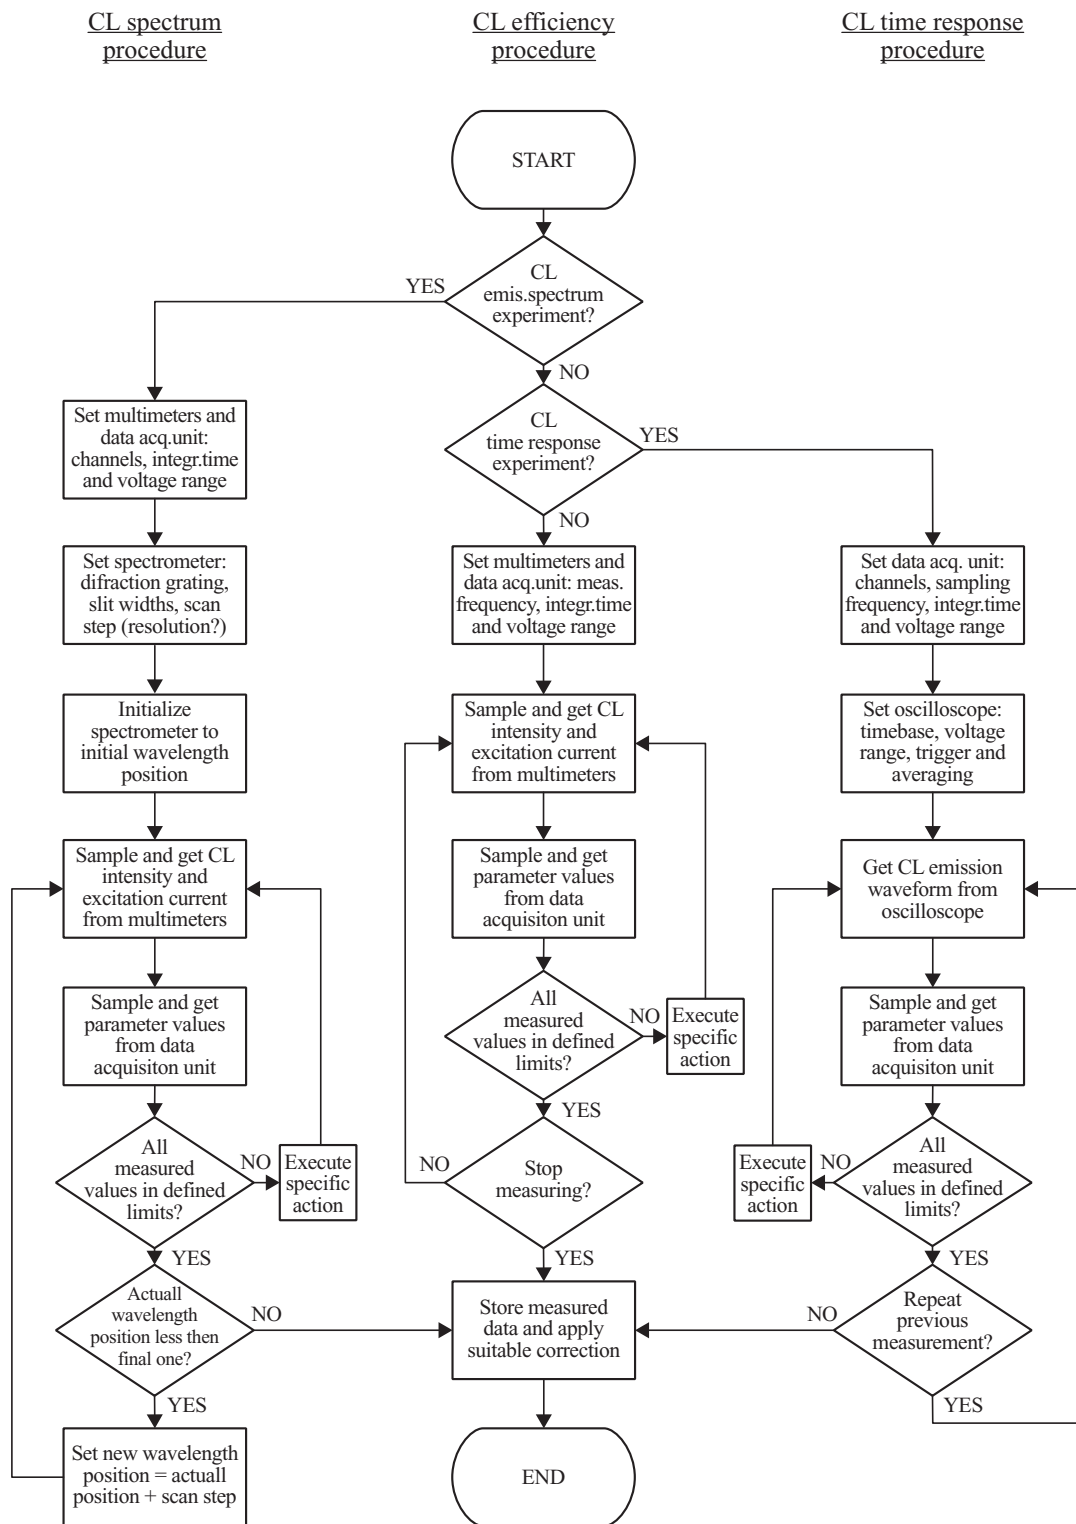 CL spectrum
procedure
CL efficiency
procedure
CL time response
procedure
START
CL
emis.spectrum
experiment?
YES
NO
CL
time response
experiment?
YES
NO
Set multimeters and
data acq.unit:
channels, integr.time
and voltage range
Set spectrometer:
difraction grating,
slit widths, scan
step (resolution?)
Initialize
spectrometer to
initial wavelength
position
Sample and get CL
intensity and
excitation current
from multimeters
Sample and get
parameter values
from data
acquisiton unit
All
measured
values in defined
limits?
NO
Execute
specific
action
YES
Actuall
wavelength
position less then
final one?
NO
YES
Set new wavelength
position = actuall
position + scan step
Set multimeters and
data acq.unit: meas.
frequency, integr.time
and voltage range
Sample and get CL
intensity and
excitation current
from multimeters
Sample and get
parameter values
from data
acquisiton unit
All
measured
values in defined
limits?
NO
Execute
specific
action
YES
Stop
measuring?
NO
YES
Store measured
data and apply
suitable correction
END
Set data acq. unit:
channels, sampling
frequency, integr.time
and voltage range
Set oscilloscope:
timebase, voltage
range, trigger and
averaging
Get CL emission
waveform from
oscilloscope
Sample and get
parameter values
from data
acquisiton unit
All
measured
values in defined
limits?
NO
Execute
specific
action
YES
Repeat
previous
measurement?
NO
YES